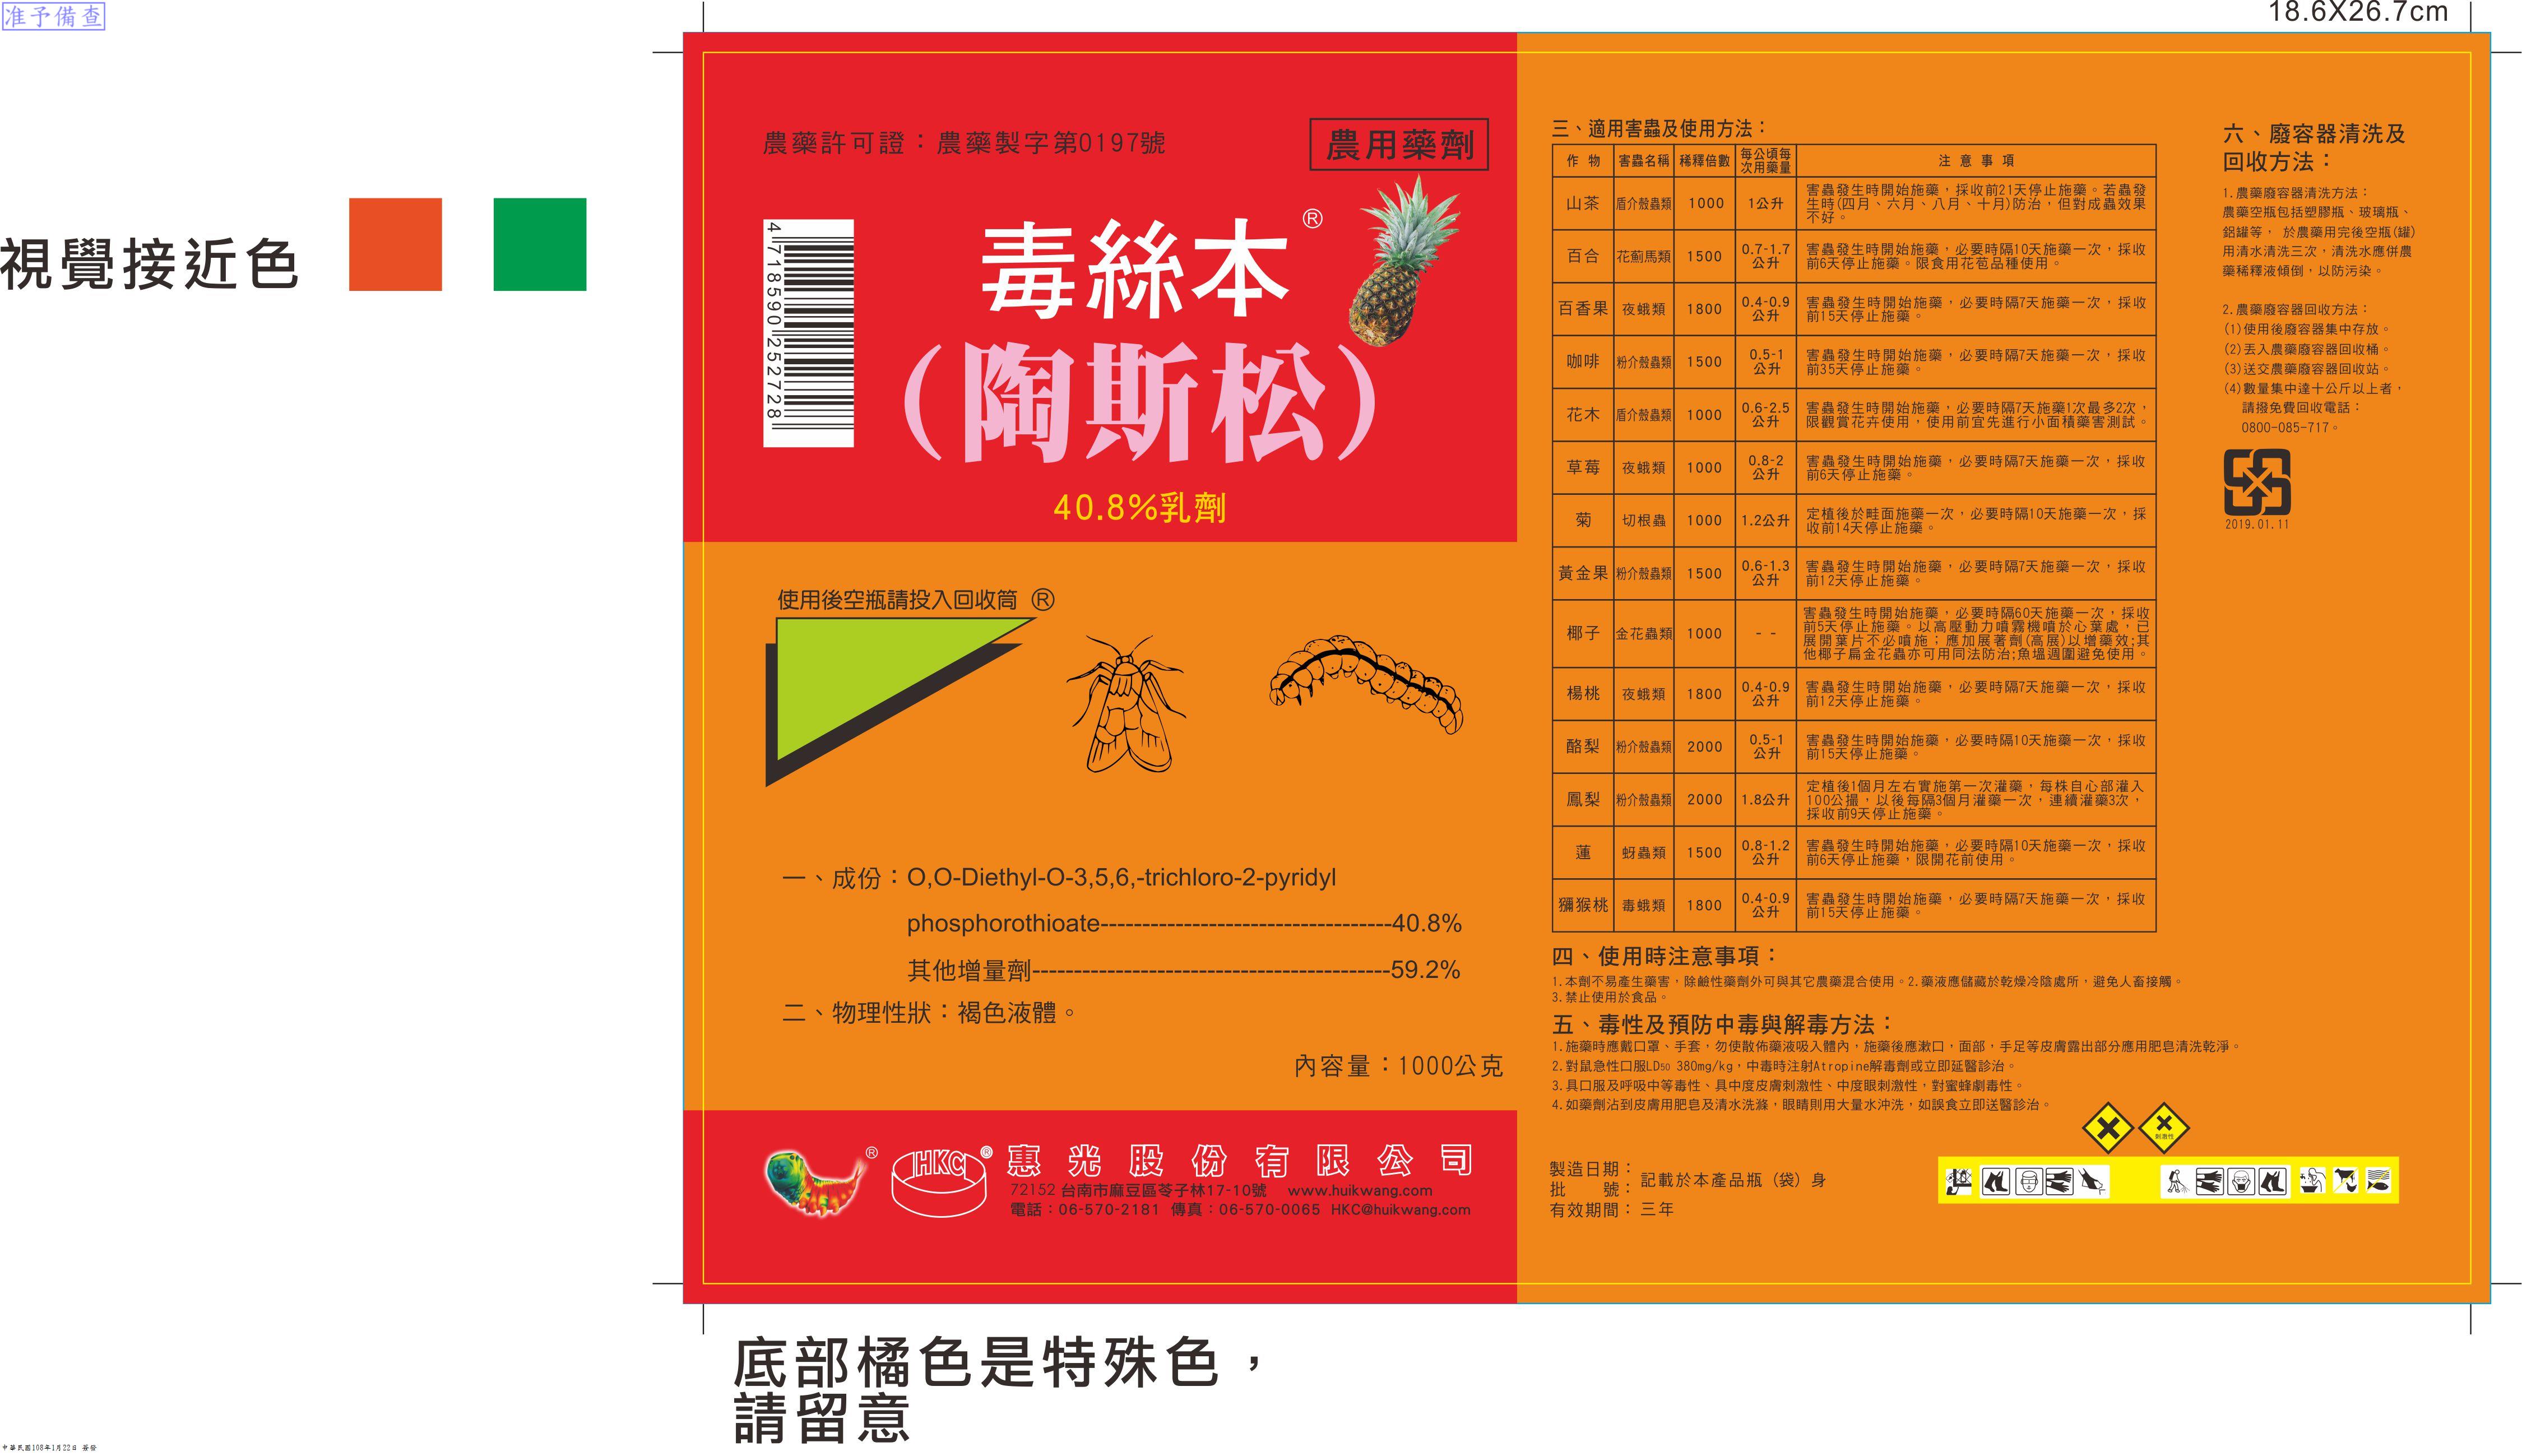 准予備查
18.6X26.7cm
視覺接近色
農藥許可證：農藥製字第0197號
農用藥劑
4718590252728
毒絲本®
(陶斯松)
40.8%乳劑
使用後空瓶請投入回收筒 ®
一、成份：O,O-Diethyl-O-3,5,6,-trichloro-2-pyridyl
phosphorothioate-----------------------------------40.8%
其他增量劑-------------------------------------------59.2%
二、物理性狀：褐色液體。
內容量：1000公克
® HKC ® 惠光股份有限公司
72152 台南市麻豆區苓子林17-10號 www.huikwang.com
電話：06-570-2181 傳真：06-570-0065 HKC@huikwang.com
三、適用害蟲及使用方法：
作 物 害蟲名稱 稀釋倍數 每公頃每次用藥量 注 意 事 項
山茶 盾介殼蟲類 1000 1公升 害蟲發生時開始施藥，採收前21天停止施藥。若蟲發
生時(四月、六月、八月、十月)防治，但對成蟲效果
不好。
百合 花薊馬類 1500 0.7-1.7公升 害蟲發生時開始施藥，必要時隔10天施藥一次，採收
前6天停止施藥。限食用花苞品種使用。
百香果 夜蛾類 1800 0.4-0.9公升 害蟲發生時開始施藥，必要時隔7天施藥一次，採收
前15天停止施藥。
咖啡 粉介殼蟲類 1500 0.5-1公升 害蟲發生時開始施藥，必要時隔7天施藥一次，採收
前35天停止施藥。
花木 盾介殼蟲類 1000 0.6-2.5公升 害蟲發生時開始施藥，必要時隔7天施藥1次最多2次，
限觀賞花卉使用，使用前宜先進行小面積藥害測試。
草莓 夜蛾類 1000 0.8-2公升 害蟲發生時開始施藥，必要時隔7天施藥一次，採收
前6天停止施藥。
菊 切根蟲 1000 1.2公升 定植後於畦面施藥一次，必要時隔10天施藥一次，採
收前14天停止施藥。
黃金果 粉介殼蟲類 1500 0.6-1.3公升 害蟲發生時開始施藥，必要時隔7天施藥一次，採收
前12天停止施藥。
椰子 金花蟲類 1000 - - 害蟲發生時開始施藥，必要時隔60天施藥一次，採收
前5天停止施藥。以高壓動力噴霧機噴於心葉處，已
展開葉片不必噴施；應加展著劑(高展)以增藥效;其
他椰子扁金花蟲亦可用同法防治;魚塭週圍避免使用。
楊桃 夜蛾類 1800 0.4-0.9公升 害蟲發生時開始施藥，必要時隔7天施藥一次，採收
前12天停止施藥。
酪梨 粉介殼蟲類 2000 0.5-1公升 害蟲發生時開始施藥，必要時隔10天施藥一次，採收
前15天停止施藥。
鳳梨 粉介殼蟲類 2000 1.8公升 定植後1個月左右實施第一次灌藥，每株自心部灌入
100公撮，以後每隔3個月灌藥一次，連續灌藥3次，
採收前9天停止施藥。
蓮 蚜蟲類 1500 0.8-1.2公升 害蟲發生時開始施藥，必要時隔10天施藥一次，採收
前6天停止施藥，限開花前使用。
獼猴桃 毒蛾類 1800 0.4-0.9公升 害蟲發生時開始施藥，必要時隔7天施藥一次，採收
前15天停止施藥。
四、使用時注意事項：
1.本劑不易產生藥害，除鹼性藥劑外可與其它農藥混合使用。2.藥液應儲藏於乾燥冷陰處所，避免人畜接觸。
3.禁止使用於食品。
五、毒性及預防中毒與解毒方法：
1.施藥時應戴口罩、手套，勿使散佈藥液吸入體內，施藥後應漱口，面部，手足等皮膚露出部分應用肥皂清洗乾淨。
2.對鼠急性口服LD50 380mg/kg，中毒時注射Atropine解毒劑或立即延醫診治。
3.具口服及呼吸中等毒性、具中度皮膚刺激性、中度眼刺激性，對蜜蜂劇毒性。
4.如藥劑沾到皮膚用肥皂及清水洗滌，眼睛則用大量水沖洗，如誤食立即送醫診治。
刺激性
製造日期：
批 號：
記載於本產品瓶（袋）身
有效期間：三年
六、廢容器清洗及
回收方法：
1.農藥廢容器清洗方法：
農藥空瓶包括塑膠瓶、玻璃瓶、
鋁罐等， 於農藥用完後空瓶(罐)
用清水清洗三次，清洗水應併農
藥稀釋液傾倒，以防污染。
2.農藥廢容器回收方法：
(1)使用後廢容器集中存放。
(2)丟入農藥廢容器回收桶。
(3)送交農藥廢容器回收站。
(4)數量集中達十公斤以上者，
請撥免費回收電話：
0800-085-717。
2019.01.11
底部橘色是特殊色，
請留意
中華民國108年1月22日 簽發